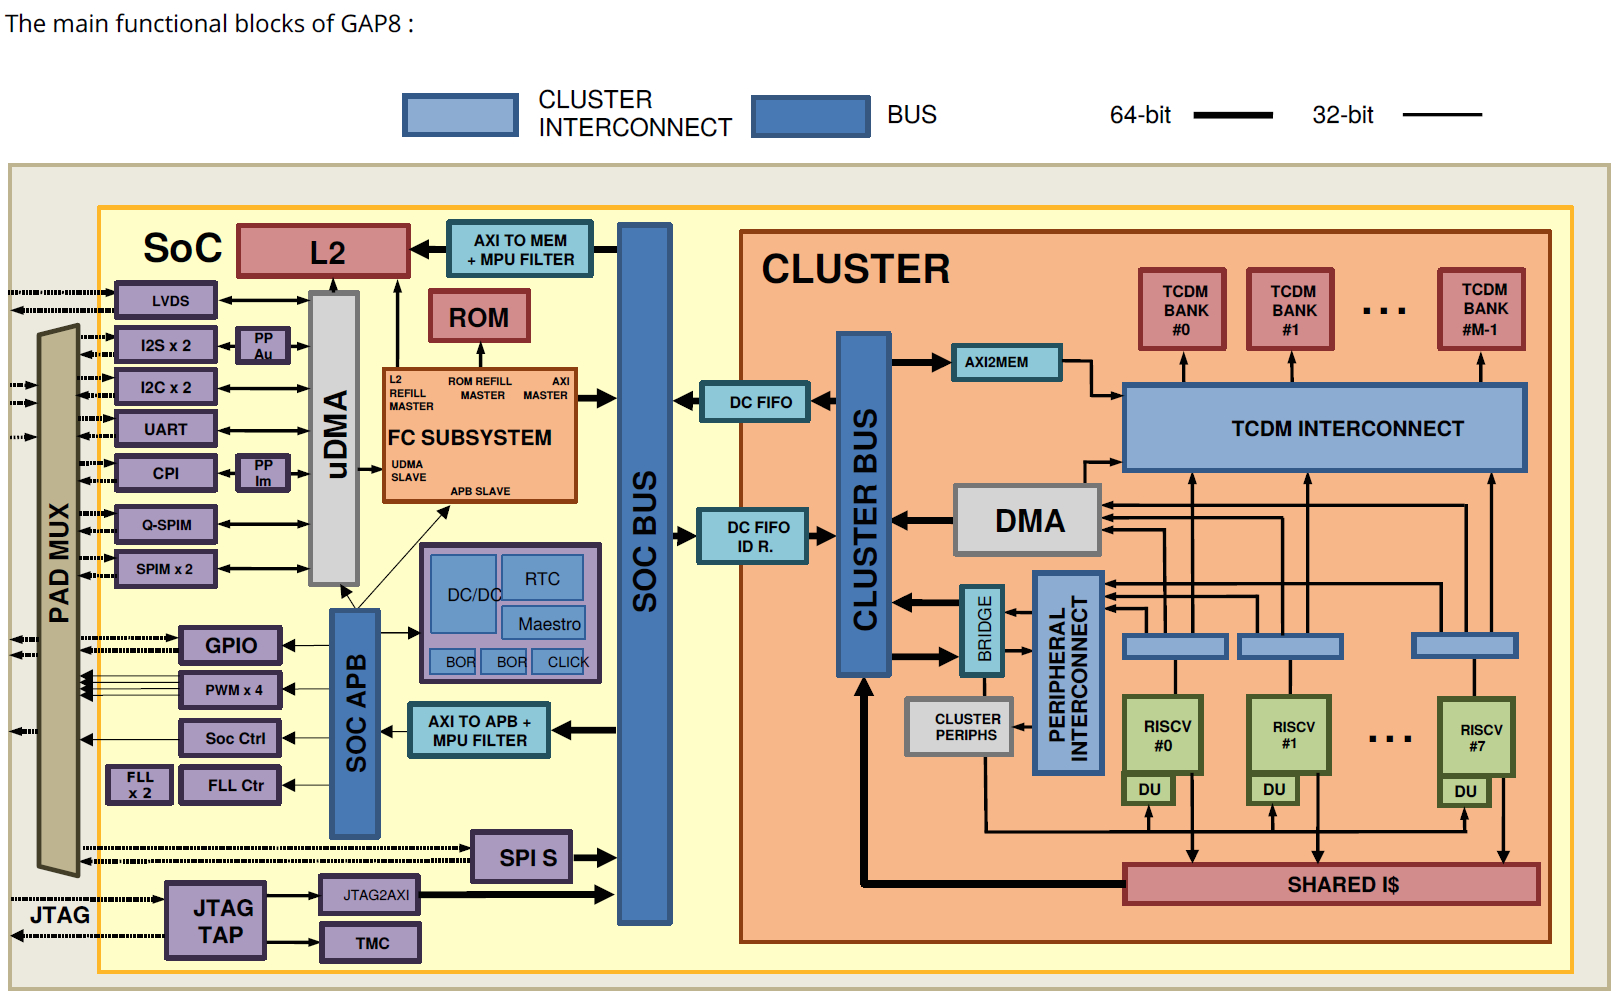 The main functional blocks of GAP8 :
CLUSTER
INTERCONNECT
BUS
64-bit
32-bit
SoC
L2
AXI TO MEM
+ MPU FILTER
LVDS
I2S x 2
PP
Au
I2C x 2
UART
CPI
PP
Im
Q-SPIM
SPIM x 2
PAD MUX
uDMA
ROM
L2
REFILL
MASTER
ROM REFILL
MASTER
AXI
MASTER
FC SUBSYSTEM
UDMA
SLAVE
APB SLAVE
DC/DC
RTC
Maestro
BOR
BOR
CLICK
GPIO
PWM x 4
Soc Ctrl
FLL
x 2
FLL Ctr
SOC APB
AXI TO APB +
MPU FILTER
SPI S
JTAG
JTAG
TAP
JTAG2AXI
TMC
SOC BUS
DC FIFO
DC FIFO
ID R.
CLUSTER
CLUSTER BUS
AXI2MEM
TCDM
BANK
#0
TCDM
BANK
#1
...
TCDM
BANK
#M-1
TCDM INTERCONNECT
DMA
BRIDGE
PERIPHERAL
INTERCONNECT
CLUSTER
PERIPHS
RISCV
#0
DU
RISCV
#1
DU
...
RISCV
#7
DU
SHARED I$